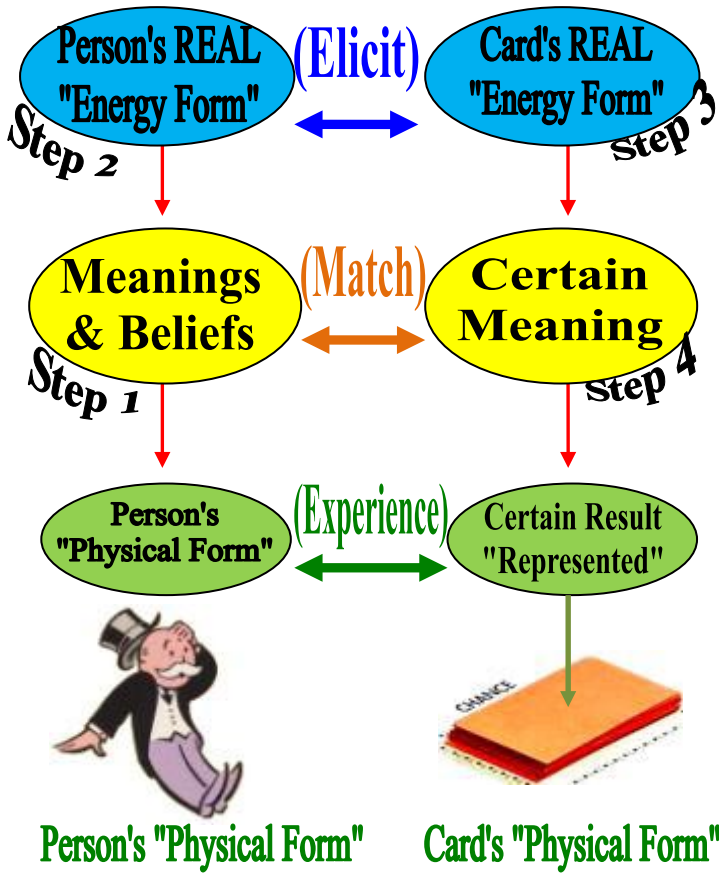 Person's REAL
"Energy Form"
(Elicit)
Card's REAL
"Energy Form"
Step 2
Step 3
Meanings
& Beliefs
(Match)
Certain
Meaning
Step 1
Step 4
Person's
"Physical Form"
(Experience)
Certain Result
"Represented"
CHANCE
Person's "Physical Form"
Card's "Physical Form"